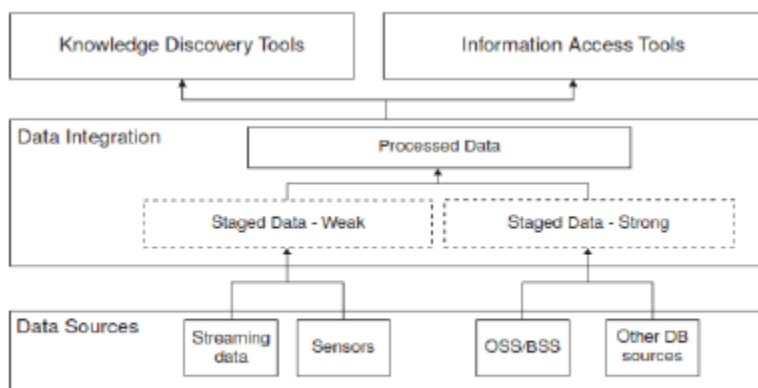 Knowledge Discovery Tools
Information Access Tools
Data Integration
Processed Data
Staged Data - Weak
Staged Data - Strong
Data Sources
Streaming
data
Sensors
OSS/BSS
Other DB
sources